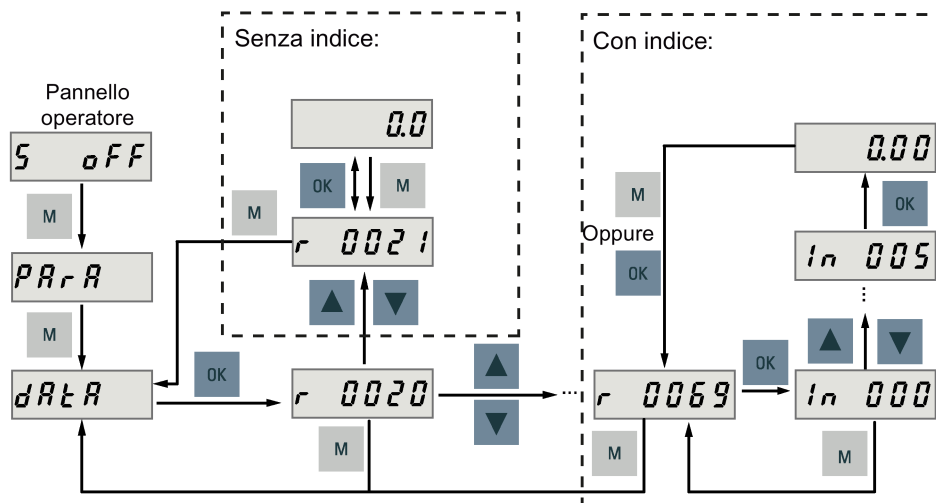 Senza indice:
Con indice:
Pannello
operatore
S oFF
0.0
0.00
OK
M
OK
M
M
M
r 0021
Oppure
In 005
PArA
OK
M
...
OK
OK
dAtA
r 0020
...
r 0069
In 000
M
M
M